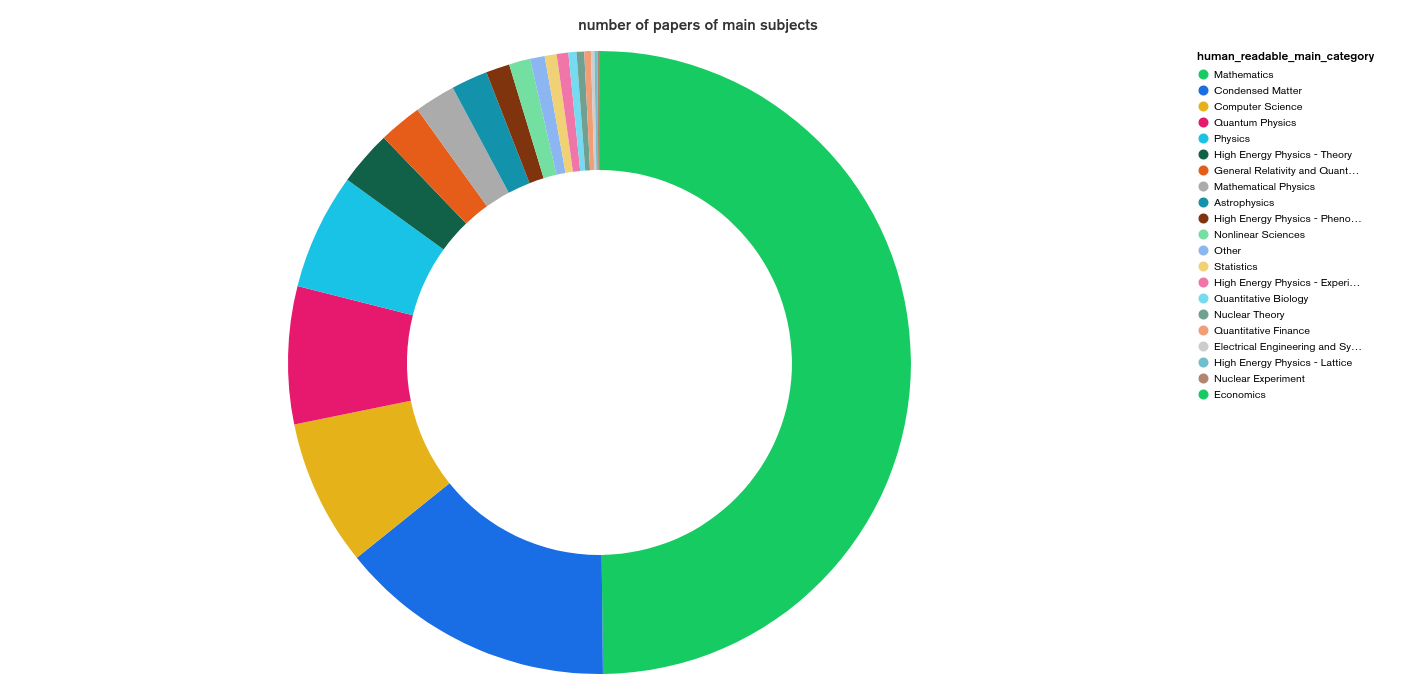 number of papers of main subjects
human_readable_main_category
Mathematics
Condensed Matter
Computer Science
Quantum Physics
Physics
High Energy Physics - Theory
General Relativity and Quant…
Mathematical Physics
Astrophysics
High Energy Physics - Pheno…
Nonlinear Sciences
Other
Statistics
High Energy Physics - Experi…
Quantitative Biology
Nuclear Theory
Quantitative Finance
Electrical Engineering and Sy…
High Energy Physics - Lattice
Nuclear Experiment
Economics